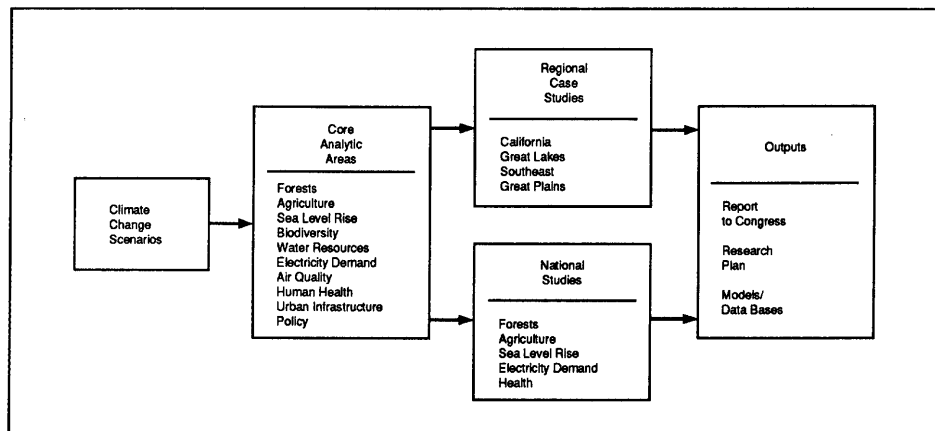 Climate
Change
Scenarios
Core
Analytic
Areas
Forests
Agriculture
Sea Level Rise
Biodiversity
Water Resources
Electricity Demand
Air Quality
Human Health
Urban Infrastructure
Policy
Regional
Case
Studies
California
Great Lakes
Southeast
Great Plains
National
Studies
Forests
Agriculture
Sea Level Rise
Electricity Demand
Health
Outputs
Report
to Congress
Research
Plan
Models/
Data Bases